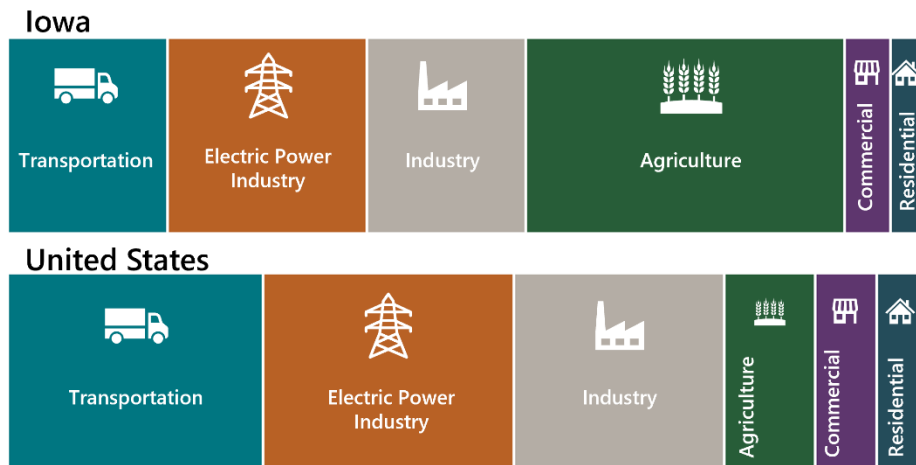 Iowa
Transportation
Electric Power
Industry
Industry
Agriculture
Commercial
Residential
United States
Transportation
Electric Power
Industry
Industry
Agriculture
Commercial
Residential